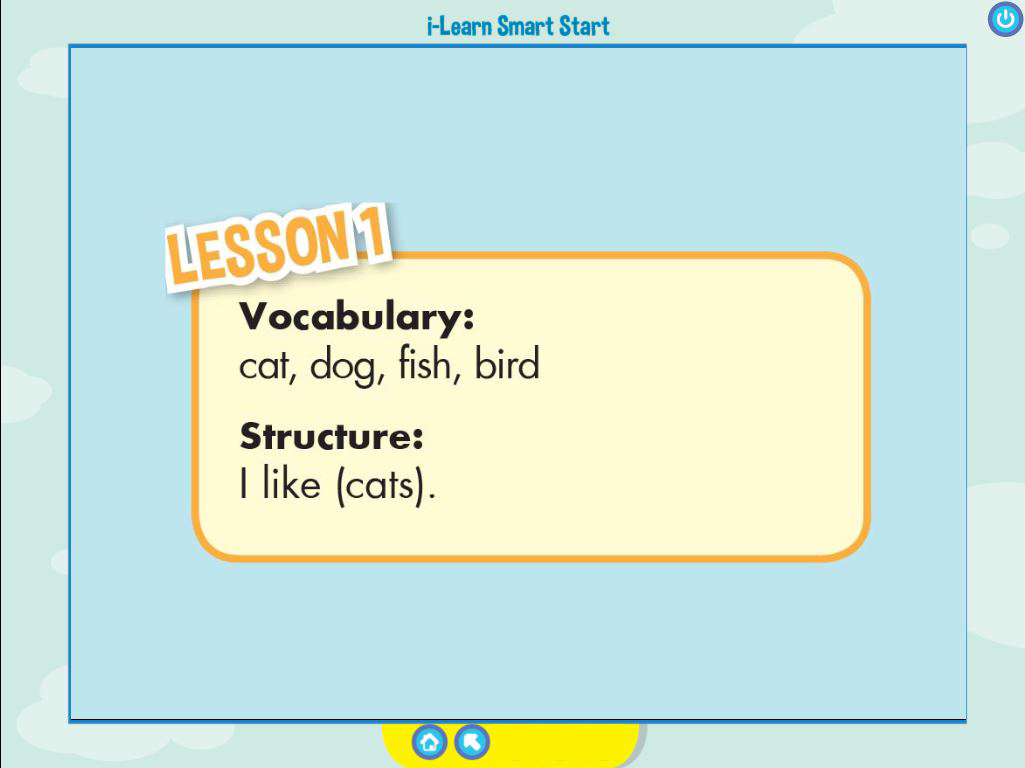 i-Learn Smart Start
LESSON 1
Vocabulary:
cat, dog, fish, bird
Structure:
I like (cats).